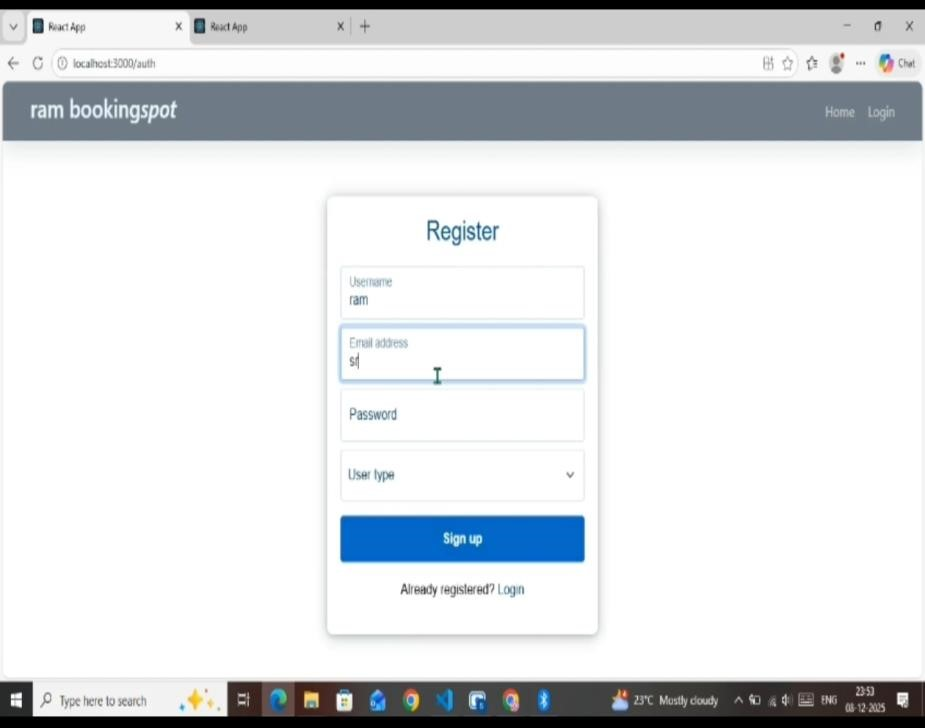 React App
React App
localhost:3000/auth
Chat
ram bookingspot
Home Login
Register
Username
ram
Email address
sr
Password
User type
Sign up
Already registered? Login
Type here to search
23°C Mostly cloudy
ENG
23:53
08-12-2025